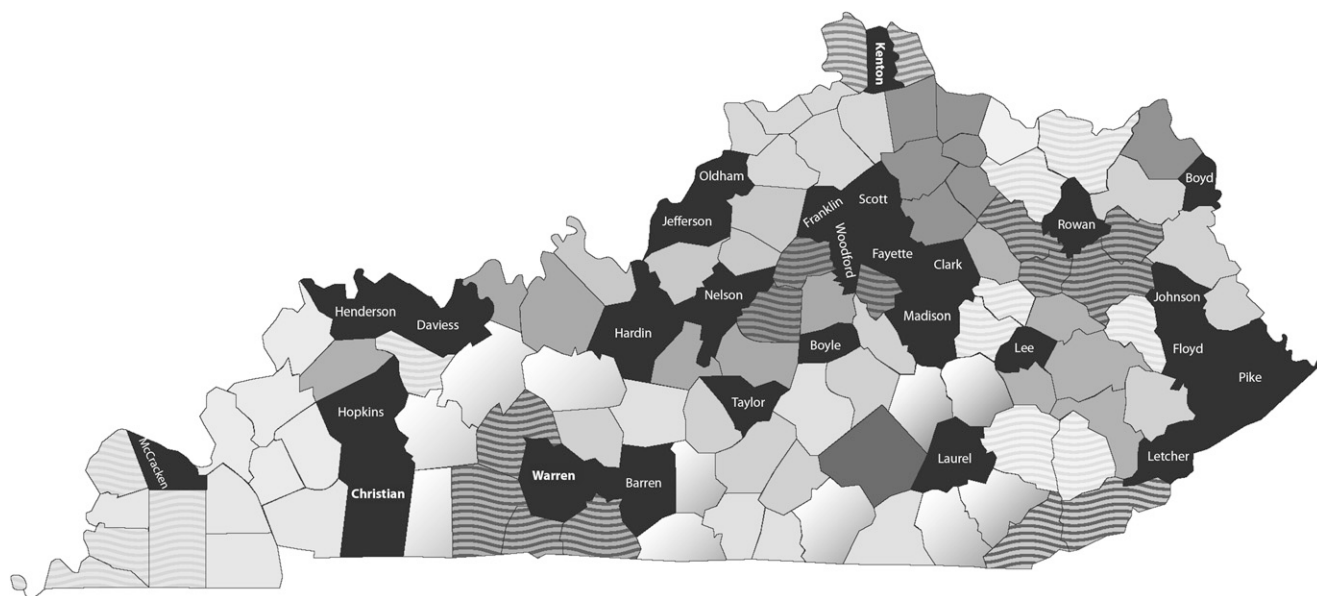 Kenton
Oldham
Boyd
Scott
Franklin
Jefferson
Rowan
Woodford
Fayette
Clark
Nelson
Johnson
Henderson
Madison
Daviess
Hardin
Boyle
Lee
Floyd
Pike
Taylor
Hopkins
McCracken
Laurel
Letcher
Warren
Barren
Christian